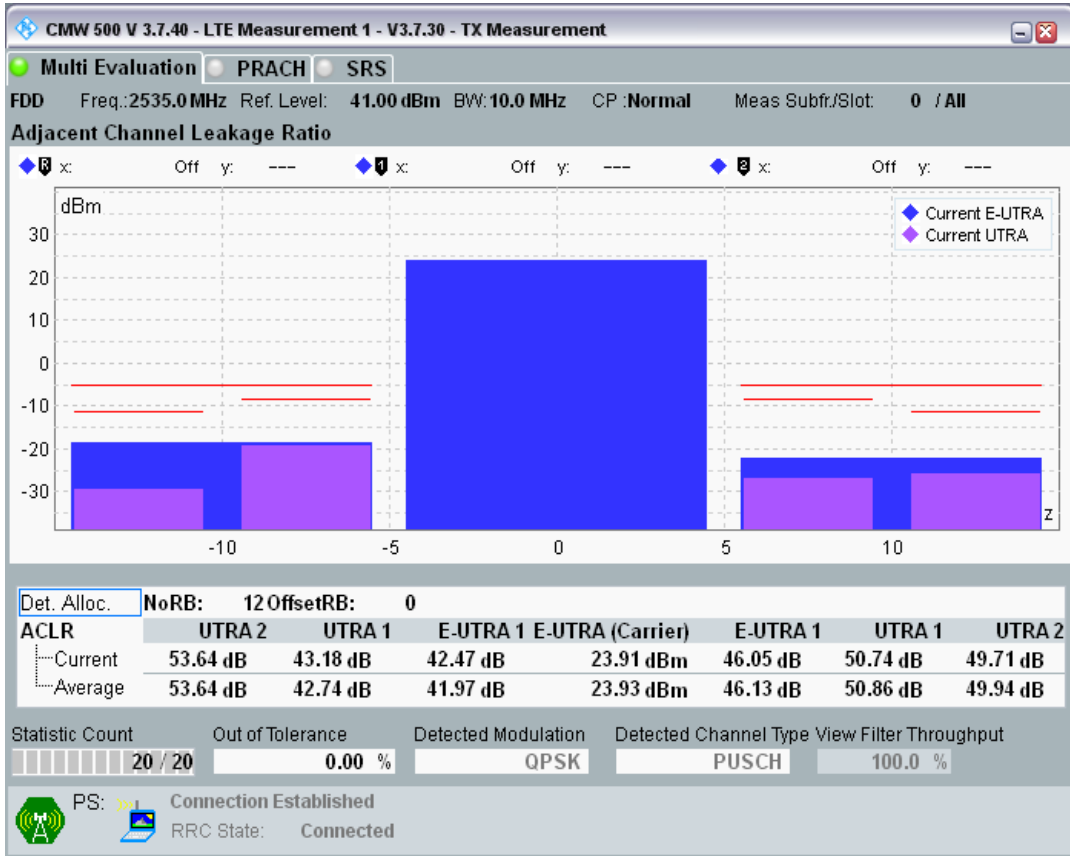 CMW 500 V 3.7.40 - LTE Measurement 1 - V3.7.30 - TX Measurement
Multi Evaluation PRACH SRS
FDD Freq.:2535.0 MHz Ref. Level: 41.00 dBm BW:10.0 MHz CP :Normal Meas Subfr./Slot: 0 / All
Adjacent Channel Leakage Ratio
R x: Off y: --- 1 x: Off y: --- 2 x: Off y: ---
dBm
Current E-UTRA
Current UTRA
30
20
10
0
-10
-20
-30
z
-10 -5 0 5 10
Det. Alloc. NoRB: 12 OffsetRB: 0
ACLR UTRA 2 UTRA 1 E-UTRA 1 E-UTRA (Carrier) E-UTRA 1 UTRA 1 UTRA 2
Current 53.64 dB 43.18 dB 42.47 dB 23.91 dBm 46.05 dB 50.74 dB 49.71 dB
Average 53.64 dB 42.74 dB 41.97 dB 23.93 dBm 46.13 dB 50.86 dB 49.94 dB
Statistic Count Out of Tolerance Detected Modulation Detected Channel Type View Filter Throughput
20 / 20 0.00 % QPSK PUSCH 100.0 %
PS: Connection Established
RRC State: Connected